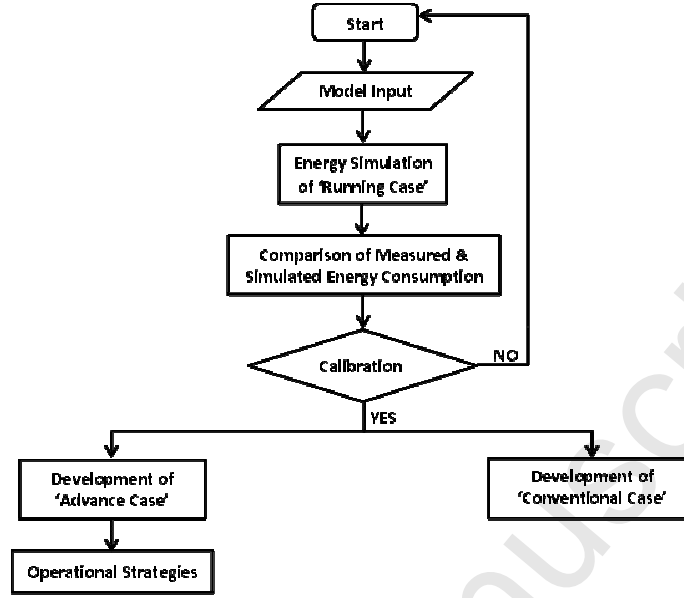 Start
Model Input
Energy Simulation
of 'Running Case'
Comparison of Measured &
Simulated Energy Consumption
Calibration
NO
YES
Development of
'Advance Case'
Development of
'Conventional Case'
Operational Strategies